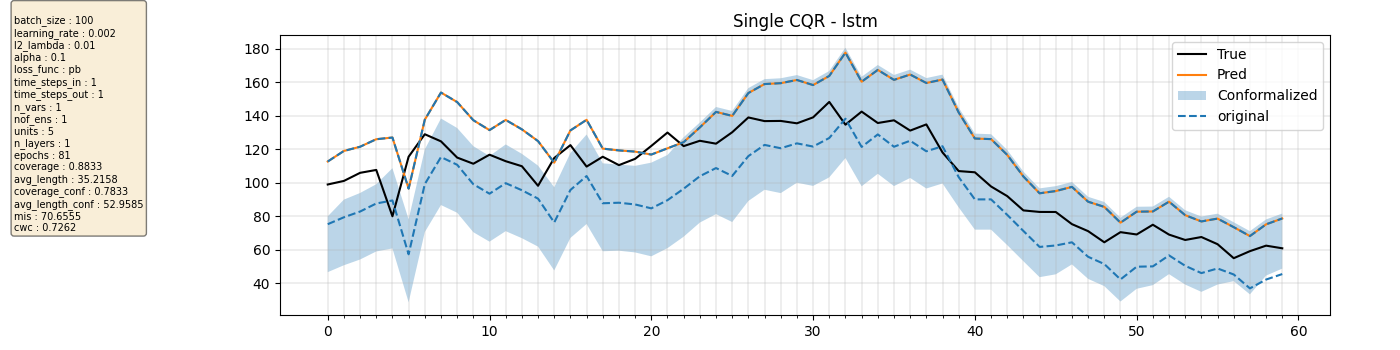 batch_size : 100
learning_rate : 0.002
l2_lambda : 0.01
alpha : 0.1
loss_func : pb
time_steps_in : 1
time_steps_out : 1
n_vars : 1
nof_ens : 1
units : 5
n_layers : 1
epochs : 81
coverage : 0.8833
avg_length : 35.2158
coverage_conf : 0.7833
avg_length_conf : 52.9585
mis : 70.6555
cwc : 0.7262
Single CQR - lstm
180
160
140
120
100
80
60
40
True
Pred
Conformalized
original
0 10 20 30 40 50 60